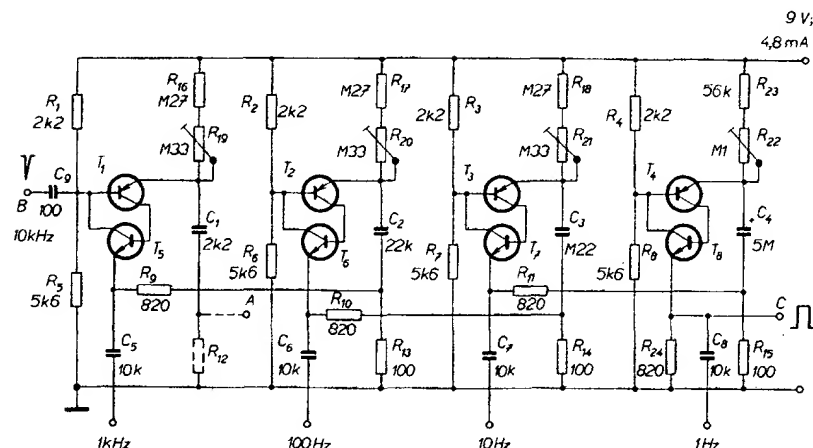 9 V;
4,8 mA
R16
M27
R17
M27
R18
M27
R23
56k
R1
2k2
R2
2k2
R3
2k2
R4
2k2
R19
M33
R20
M33
R21
M33
R22
M1
T1
T2
T3
T4
C9
100
B
10kHz
T5
T6
T7
T8
C1
2k2
C2
22k
C3
M22
+
C4
5M
R5
5k6
R6
5k6
R7
5k6
R8
5k6
R9
820
R10
820
R11
820
A
C
R12
R13
100
R14
100
R24
820
R15
100
C5
10k
C6
10k
C7
10k
C8
10k
1kHz
100Hz
10Hz
1Hz